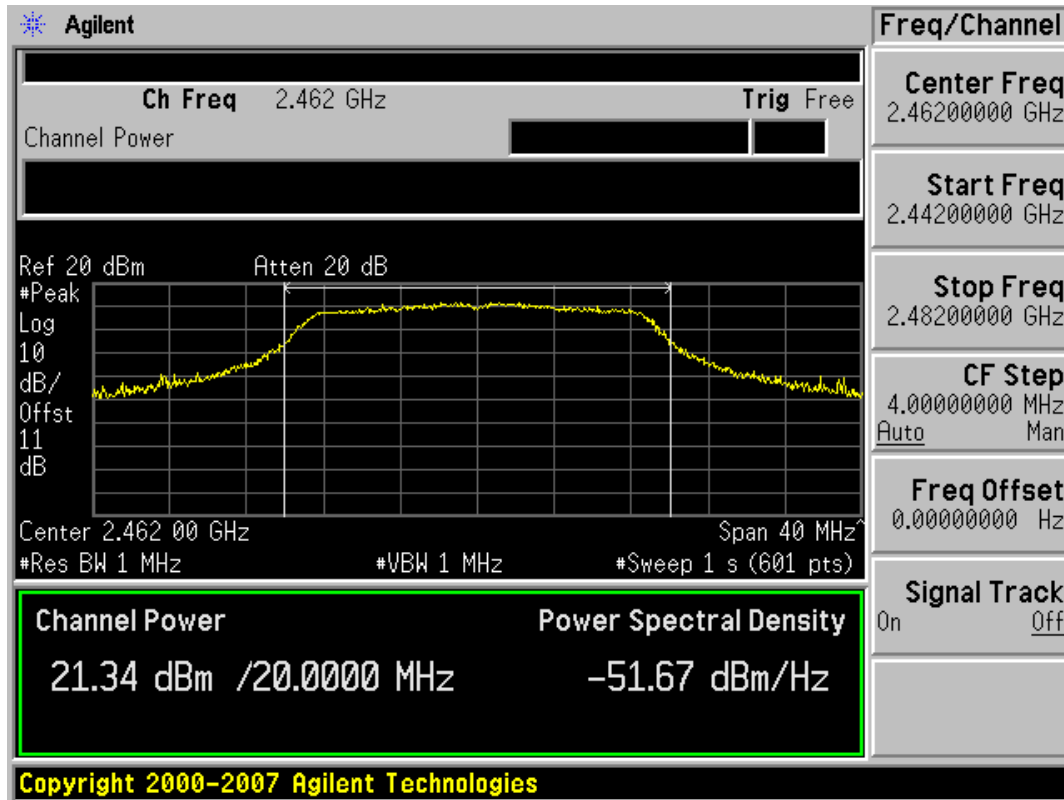 Agilent
Freq/Channel
Ch Freq 2.462 GHz Trig Free
Channel Power
Ref 20 dBm Atten 20 dB
#Peak
Log
10
dB/
Offst
11
dB
Center 2.462 00 GHz Span 40 MHz^
#Res BW 1 MHz #VBW 1 MHz #Sweep 1 s (601 pts)
Channel Power Power Spectral Density
21.34 dBm /20.0000 MHz -51.67 dBm/Hz
Center Freq
2.46200000 GHz
Start Freq
2.44200000 GHz
Stop Freq
2.48200000 GHz
CF Step
4.00000000 MHz
Auto Man
Freq Offset
0.00000000 Hz
Signal Track
On Off
Copyright 2000-2007 Agilent Technologies